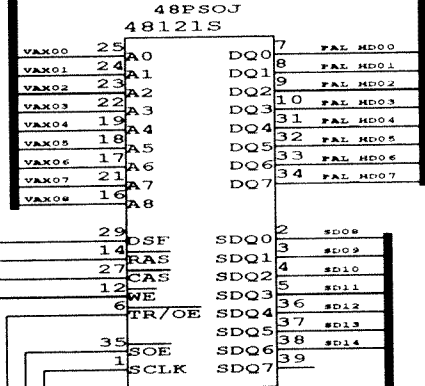 48PSOJ
48121S
VAX00 25 A0 DQ0 7 PAL HD00
VAX01 24 A1 DQ1 8 PAL HD01
VAX02 23 A2 DQ2 9 PAL HD02
VAX03 22 A3 DQ3 10 PAL HD03
VAX04 19 A4 DQ4 31 PAL HD04
VAX05 18 A5 DQ5 32 PAL HD05
VAX06 17 A6 DQ6 33 PAL HD06
VAX07 21 A7 DQ7 34 PAL HD07
VAX08 16 A8
29 DSF SDQ0 2 SD08
14 RAS SDQ1 3 SD09
27 CAS SDQ2 4 SD10
12 WE SDQ3 5 SD11
6 TR/OE SDQ4 36 SD12
SDQ5 37 SD13
35 SOE SDQ6 38 SD14
1 SCLK SDQ7 39